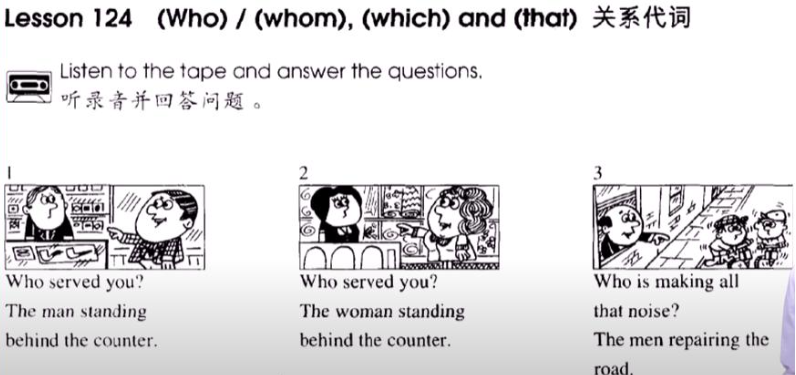 Lesson 124 (Who) / (whom), (which) and (that) 关系代词
Listen to the tape and answer the questions.
听录音并回答问题。
1
Who served you?
The man standing
behind the counter.
2
Who served you?
The woman standing
behind the counter.
3
Who is making all
that noise?
The men repairing the
road.